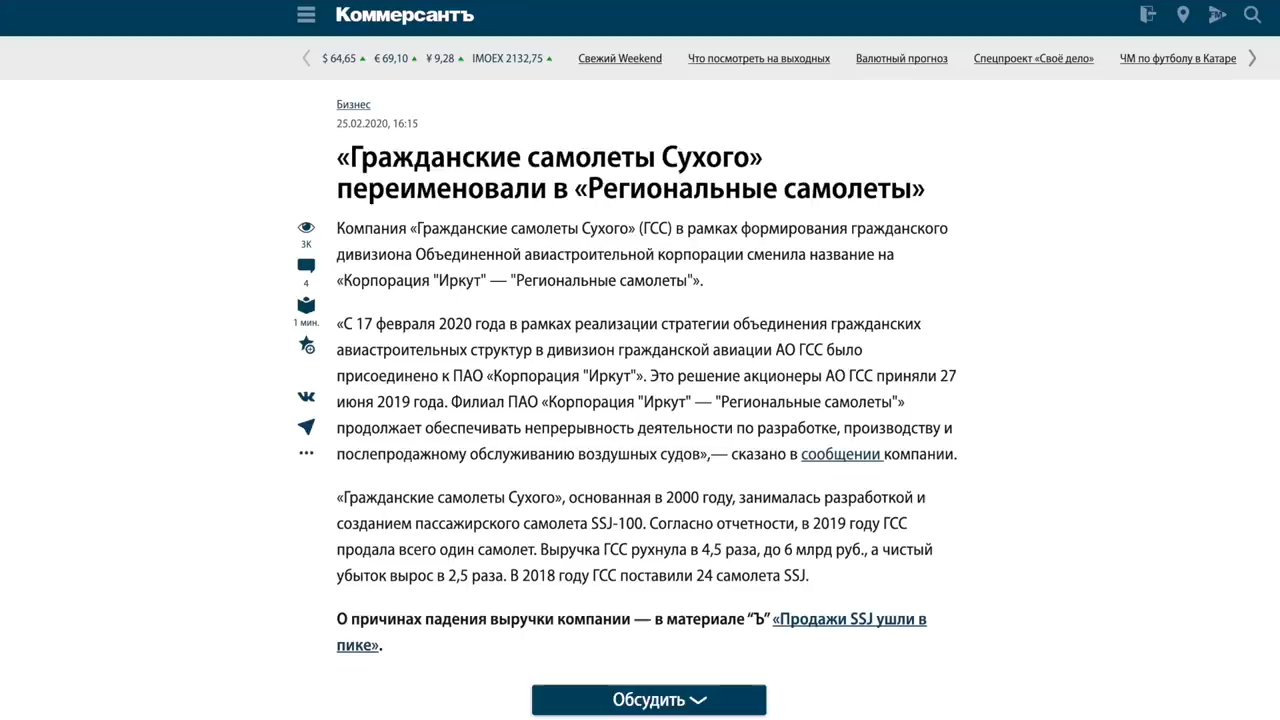 Коммерсантъ
FM
$ 64,65 € 69,10 ¥ 9,28 IMOEX 2132,75 Свежий Weekend Что посмотреть на выходных Валютный прогноз Спецпроект «Своё дело» ЧМ по футболу в Катаре
Бизнес
25.02.2020, 16:15
«Гражданские самолеты Сухого»
переименовали в «Региональные самолеты»
Компания «Гражданские самолеты Сухого» (ГСС) в рамках формирования гражданского
дивизиона Объединенной авиастроительной корпорации сменила название на
«Корпорация "Иркут" — "Региональные самолеты"».
3K
4
1 мин.
«С 17 февраля 2020 года в рамках реализации стратегии объединения гражданских
авиастроительных структур в дивизион гражданской авиации АО ГСС было
присоединено к ПАО «Корпорация "Иркут"». Это решение акционеры АО ГСС приняли 27
июня 2019 года. Филиал ПАО «Корпорация "Иркут" — "Региональные самолеты"»
продолжает обеспечивать непрерывность деятельности по разработке, производству и
послепродажному обслуживанию воздушных судов»,— сказано в сообщении компании.
«Гражданские самолеты Сухого», основанная в 2000 году, занималась разработкой и
созданием пассажирского самолета SSJ-100. Согласно отчетности, в 2019 году ГСС
продала всего один самолет. Выручка ГСС рухнула в 4,5 раза, до 6 млрд руб., а чистый
убыток вырос в 2,5 раза. В 2018 году ГСС поставили 24 самолета SSJ.
О причинах падения выручки компании — в материале “Ъ” «Продажи SSJ ушли в
пике».
Обсудить